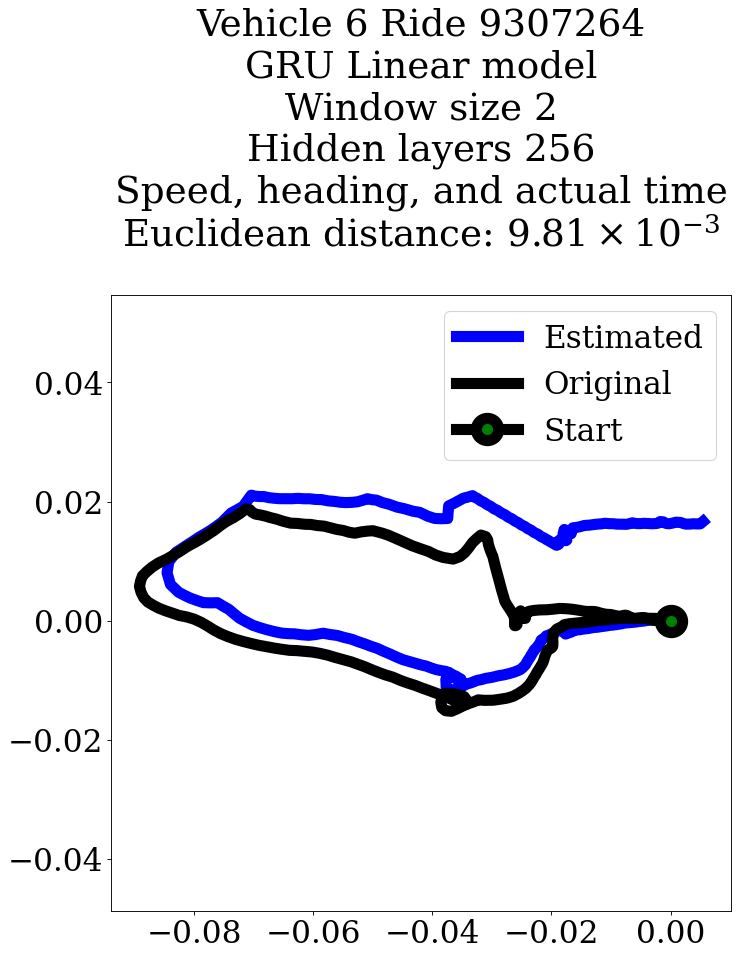 Vehicle 6 Ride 9307264
GRU Linear model
Window size 2
Hidden layers 256
Speed, heading, and actual time
Euclidean distance: 9.81 × 10⁻³
Estimated
Original
Start
0.04
0.02
0.00
−0.02
−0.04
−0.08 −0.06 −0.04 −0.02 0.00